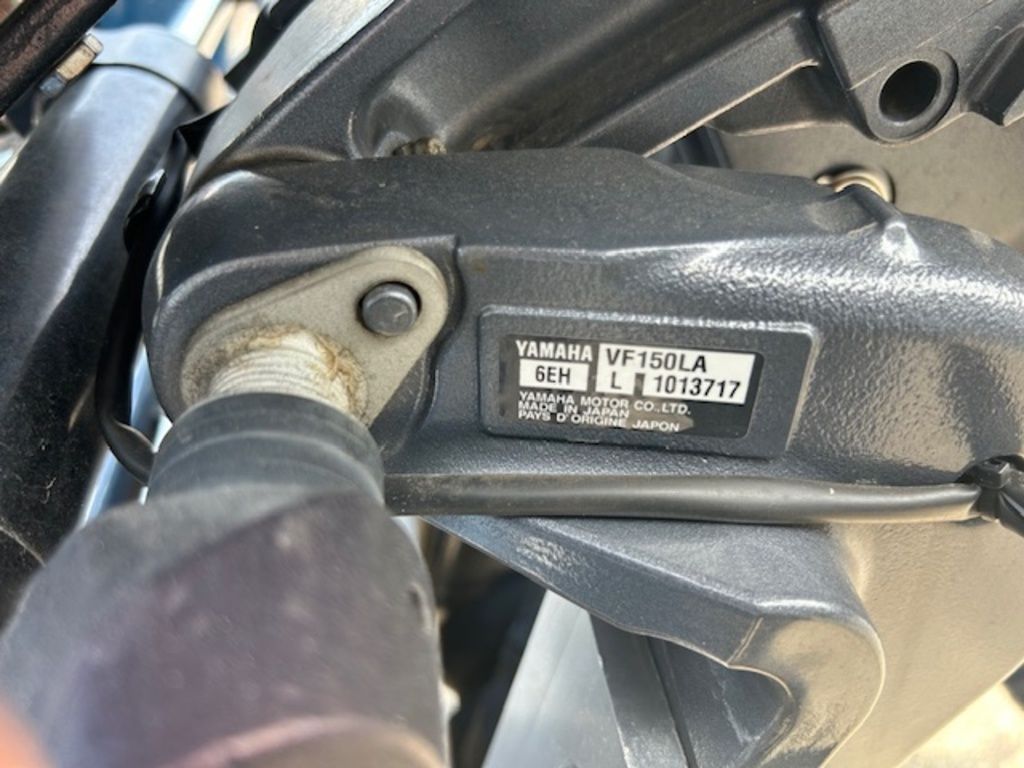 YAMAHA VF150LA
6EH L 1013717
YAMAHA MOTOR CO.,LTD.
MADE IN JAPAN
PAYS D'ORIGINE JAPON